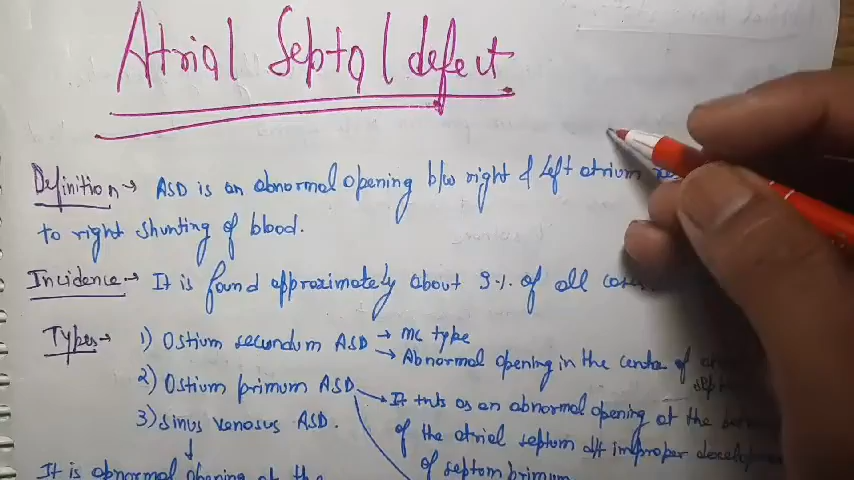 Atrial Septal defect
Definition → ASD is an abnormal opening b/w right & left atrium
to right shunting of blood.
Incidence → It is found approximately about 9% of all cases
Types → 1) Ostium secundum ASD → MC type
→ Abnormal opening in the center of
2) Ostium primum ASD → It is an abnormal opening at the
3) Sinus venosus ASD. of the atrial septum d/t improper
of septum primum
It is abnormal opening at the